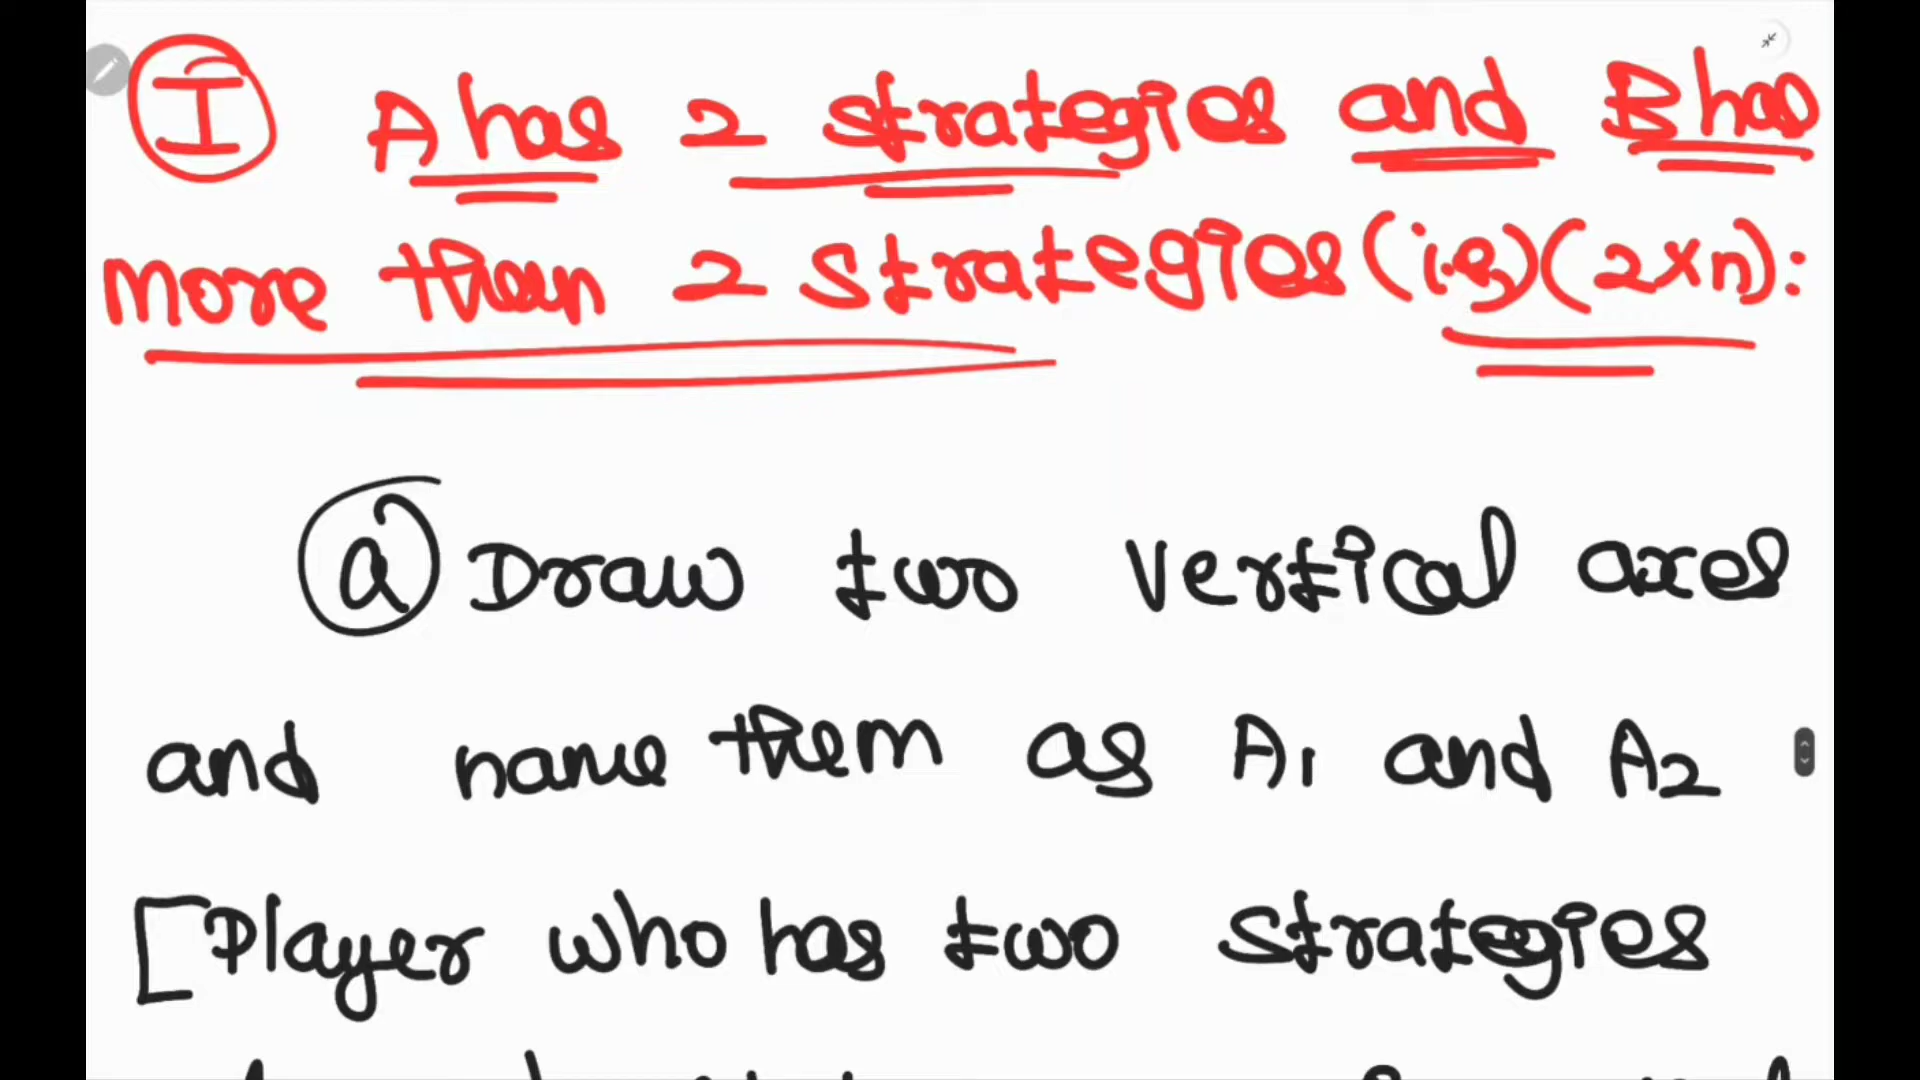 I A has 2 strategies and B has
more then 2 strategies (i.e,) (2×n):
a Draw two vertical axes
and name them as A1 and A2
[Player who has two strategies